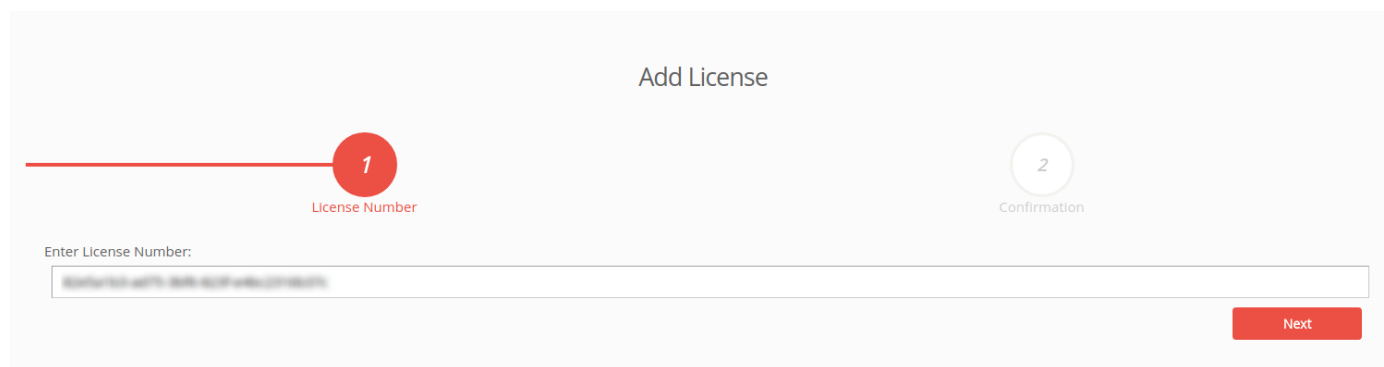 Add License
1
License Number
2
Confirmation
Enter License Number:
Next